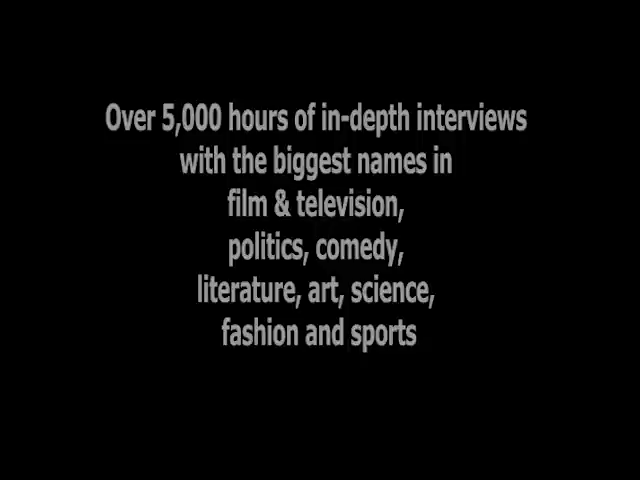 Over 5,000 hours of in-depth interviews
with the biggest names in
film & television,
politics, comedy,
literature, art, science,
fashion and sports